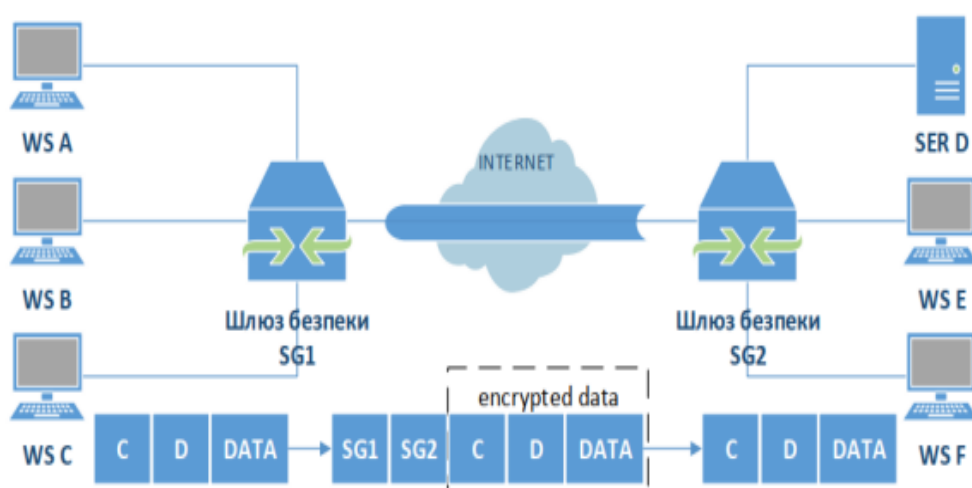 WS A
SER D
INTERNET
WS B
WS E
Шлюз безпеки
SG1
Шлюз безпеки
SG2
encrypted data
WS C
C D DATA
SG1 SG2 C D DATA
C D DATA
WS F